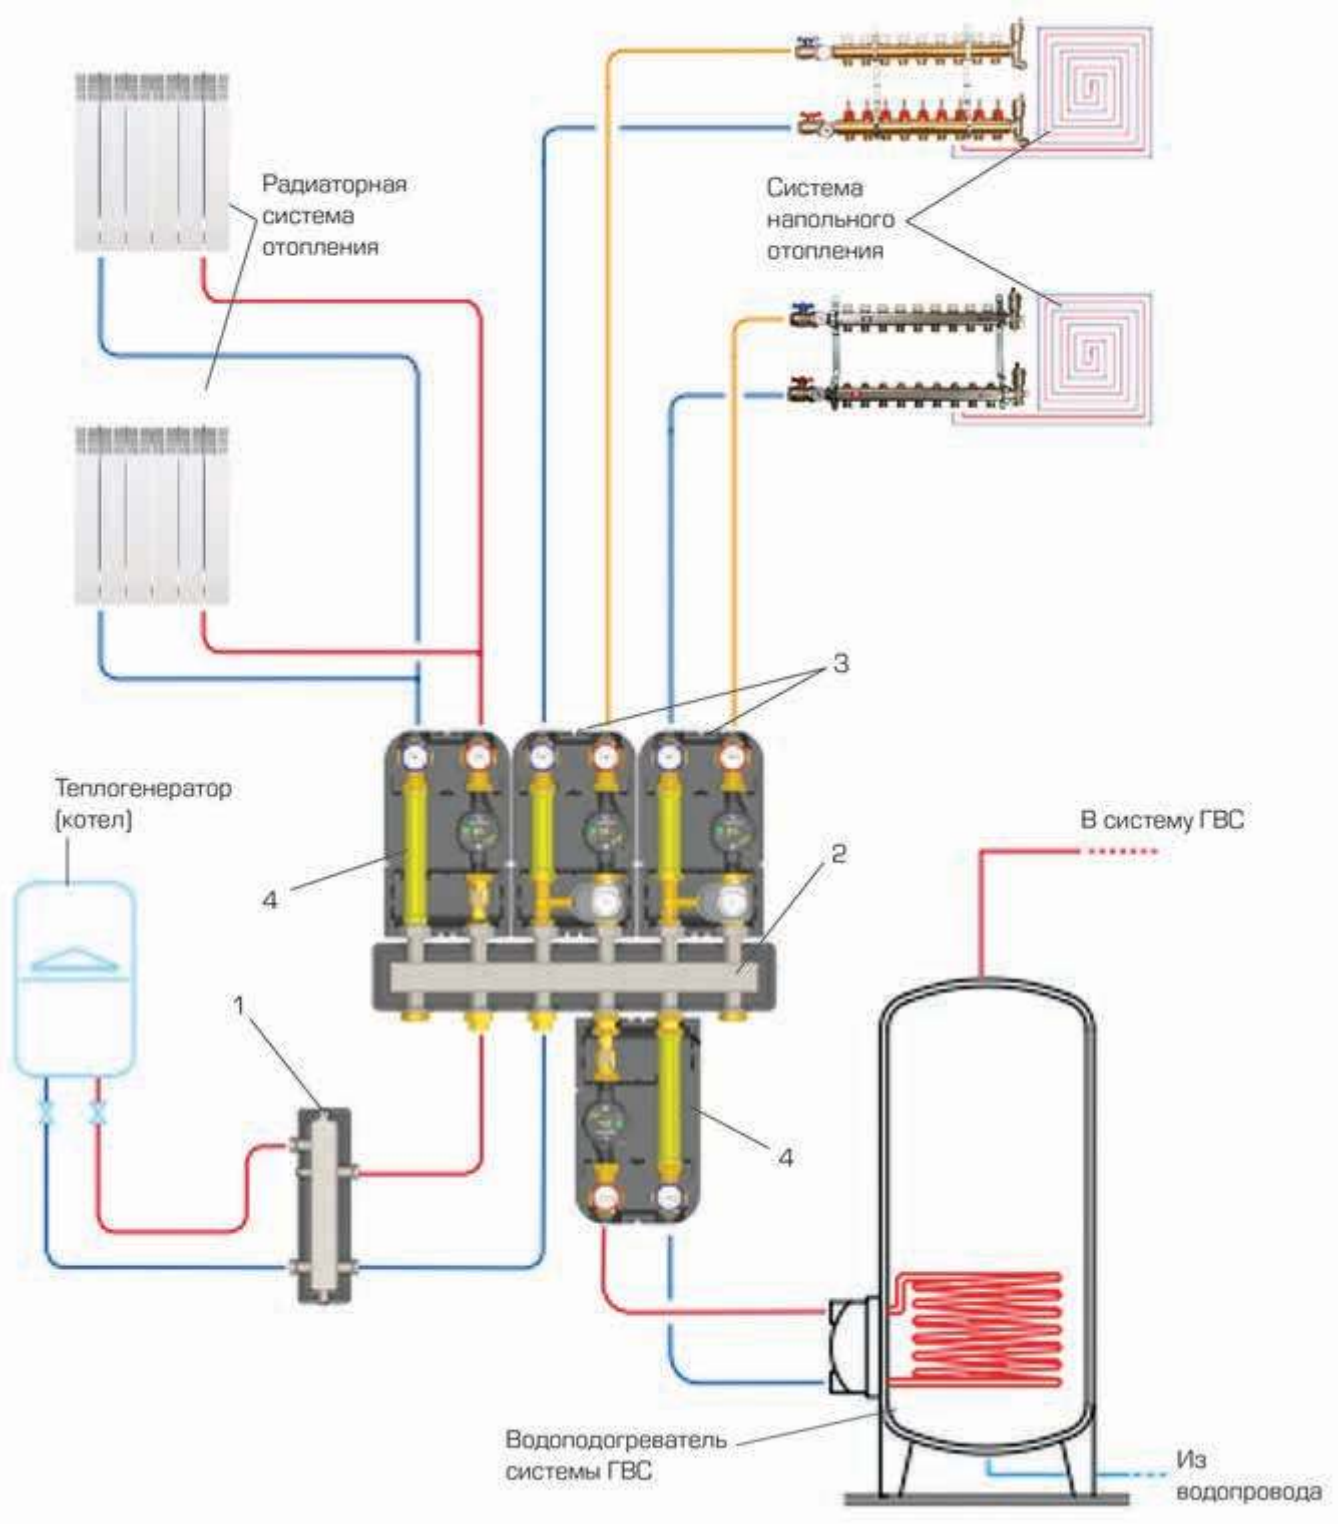 Радиаторная
система
отопления
Система
напольного
отопления
3
Теплогенератор
(котел)
4
2
В систему ГВС
1
4
Водоподогреватель
системы ГВС
Из
водопровода